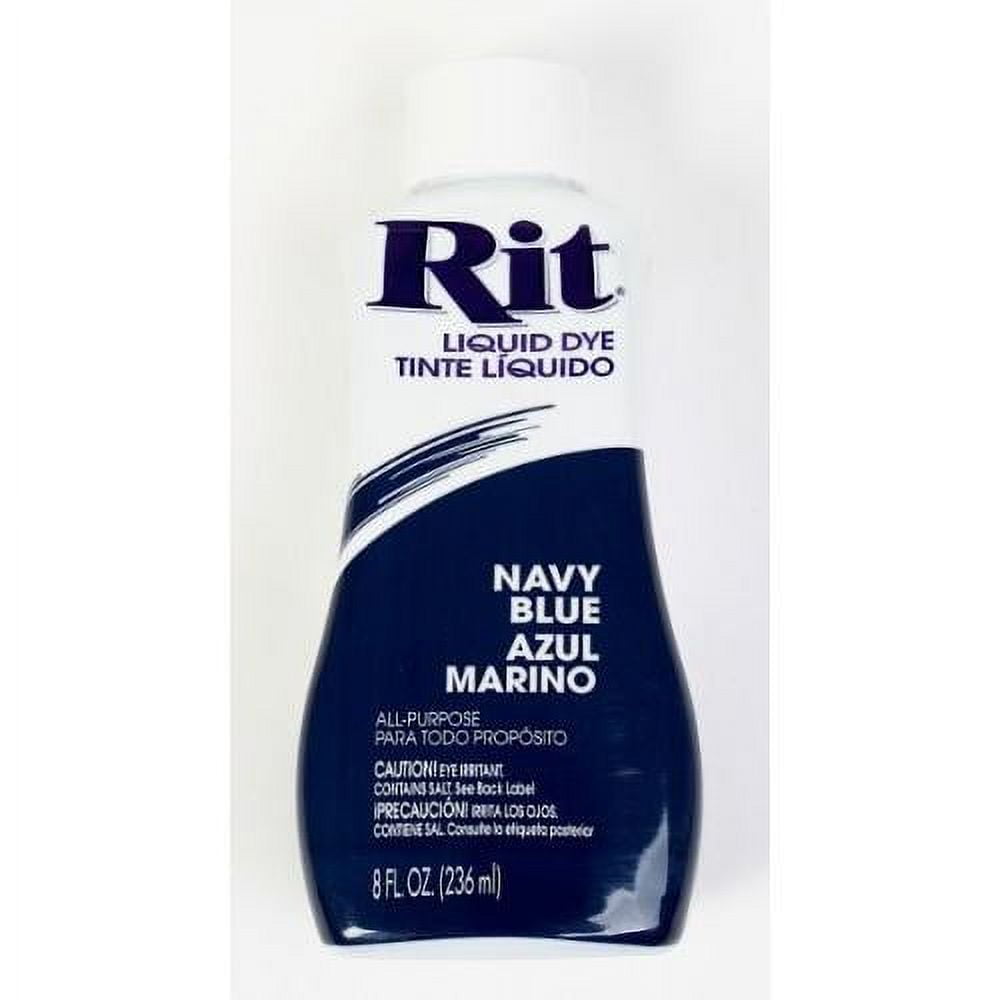 Rit®
LIQUID DYE
TINTE LÍQUIDO
NAVY
BLUE
AZUL
MARINO
ALL-PURPOSE
PARA TODO PROPÓSITO
CAUTION! EYE IRRITANT.
CONTAINS SALT. See Back Label
¡PRECAUCIÓN! IRRITA LOS OJOS.
CONTIENE SAL. Consulte la etiqueta posterior
8 FL. OZ. (236 ml)